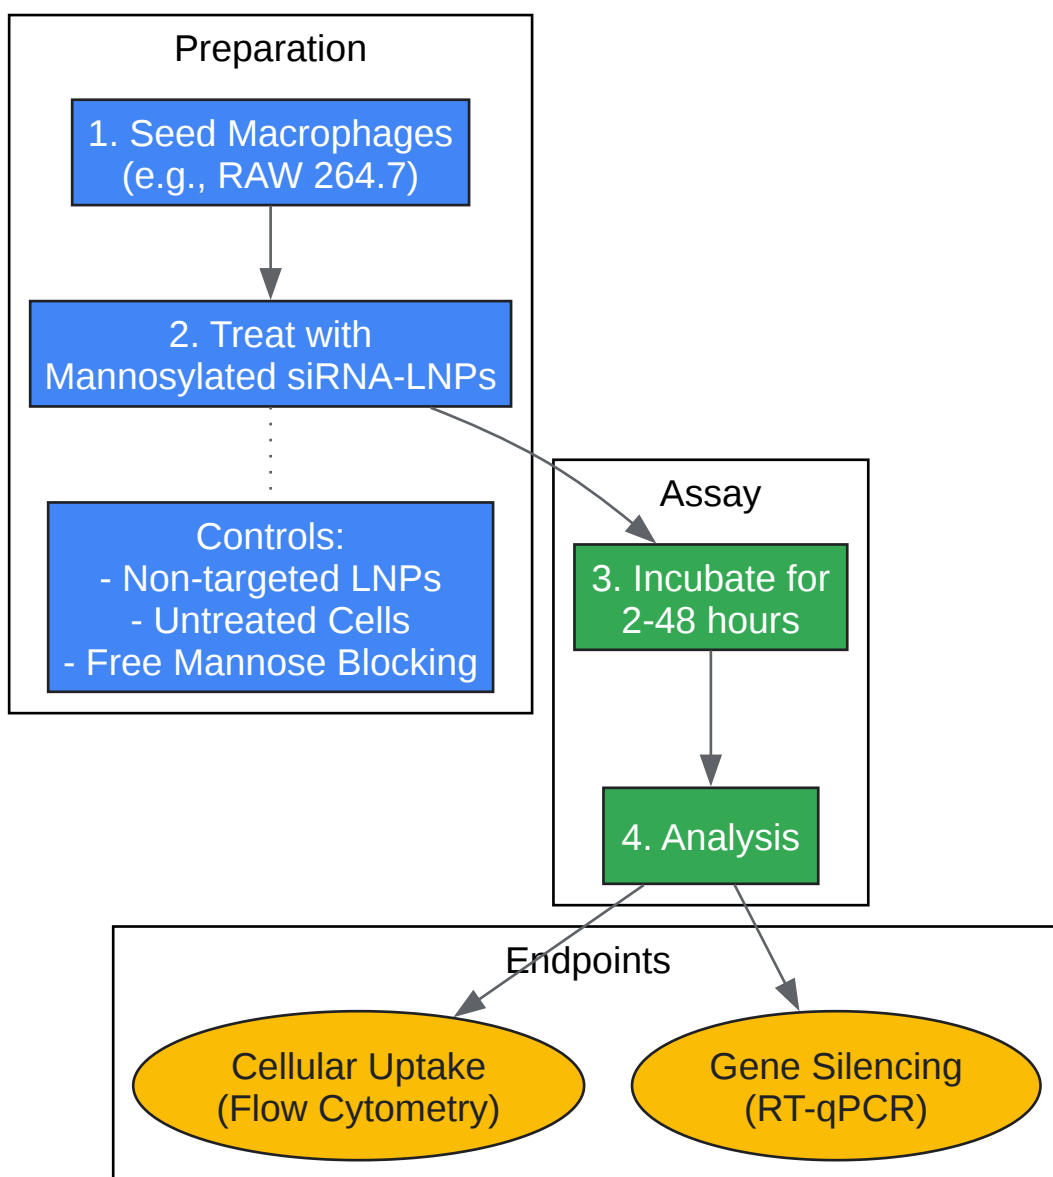 Preparation
1. Seed Macrophages
(e.g., RAW 264.7)
2. Treat with
Mannosylated siRNA-LNPs
Controls:
- Non-targeted LNPs
- Untreated Cells
- Free Mannose Blocking
Assay
3. Incubate for
2-48 hours
4. Analysis
Endpoints
Cellular Uptake
(Flow Cytometry)
Gene Silencing
(RT-qPCR)